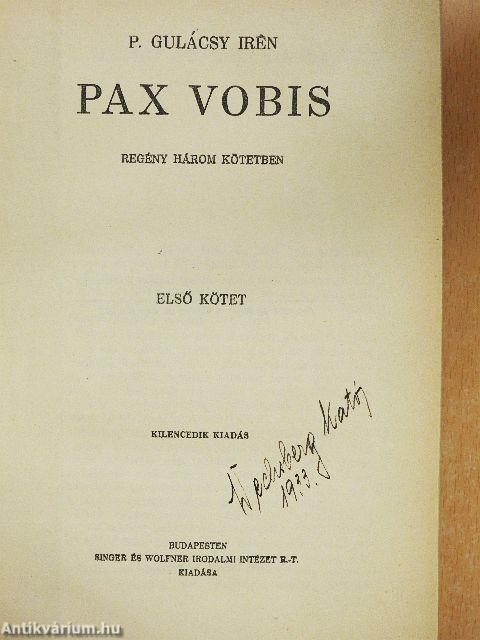 P. GULÁCSY IRÉN
PAX VOBIS
REGÉNY HÁROM KÖTETBEN
ELSŐ KÖTET
KILENCEDIK KIADÁS
Wechsberg Kató
1933.
BUDAPESTEN
SINGER ÉS WOLFNER IRODALMI INTÉZET R.-T.
KIADÁSA
Antikvárium.hu